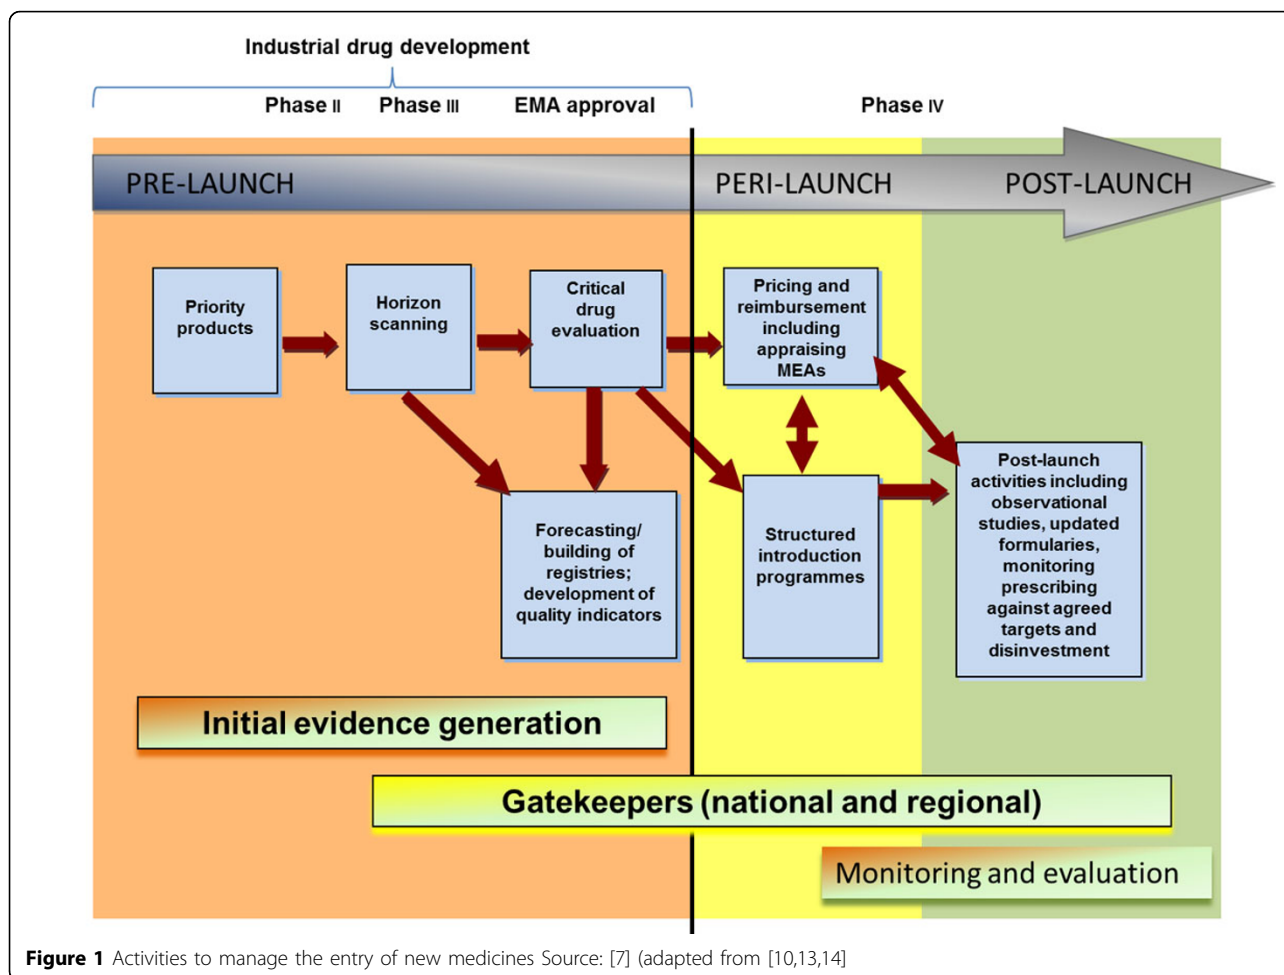 Industrial drug development
Phase II
Phase III
EMA approval
Phase IV
PRE-LAUNCH
PERI-LAUNCH
POST-LAUNCH
Priority
products
Horizon
scanning
Critical
drug
evaluation
Pricing and
reimbursement
including
appraising
MEAs
Forecasting/
building of
registries;
development of
quality indicators
Structured
introduction
programmes
Post-launch
activities including
observational
studies, updated
formularies,
monitoring
prescribing
against agreed
targets and
disinvestment
Initial evidence generation
Gatekeepers (national and regional)
Monitoring and evaluation
Figure 1 Activities to manage the entry of new medicines Source: [7] (adapted from [10,13,14]